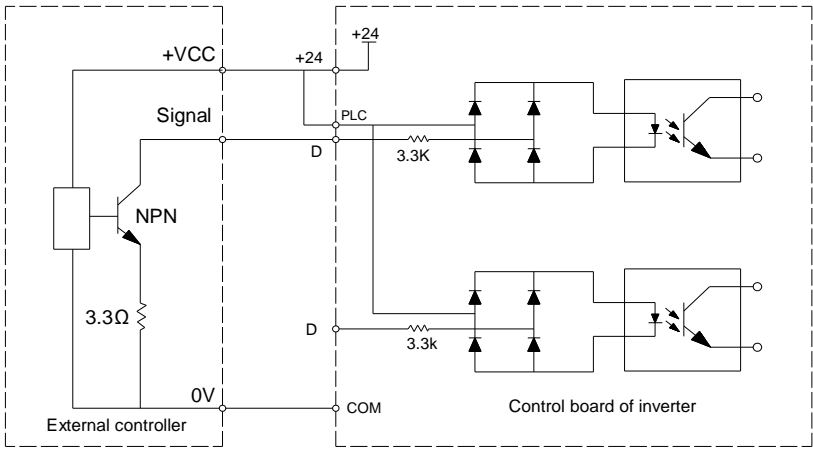 +24
+VCC
+24
PLC
Signal
D
3.3K
NPN
3.3Ω
D
3.3k
0V
COM
External controller
Control board of inverter